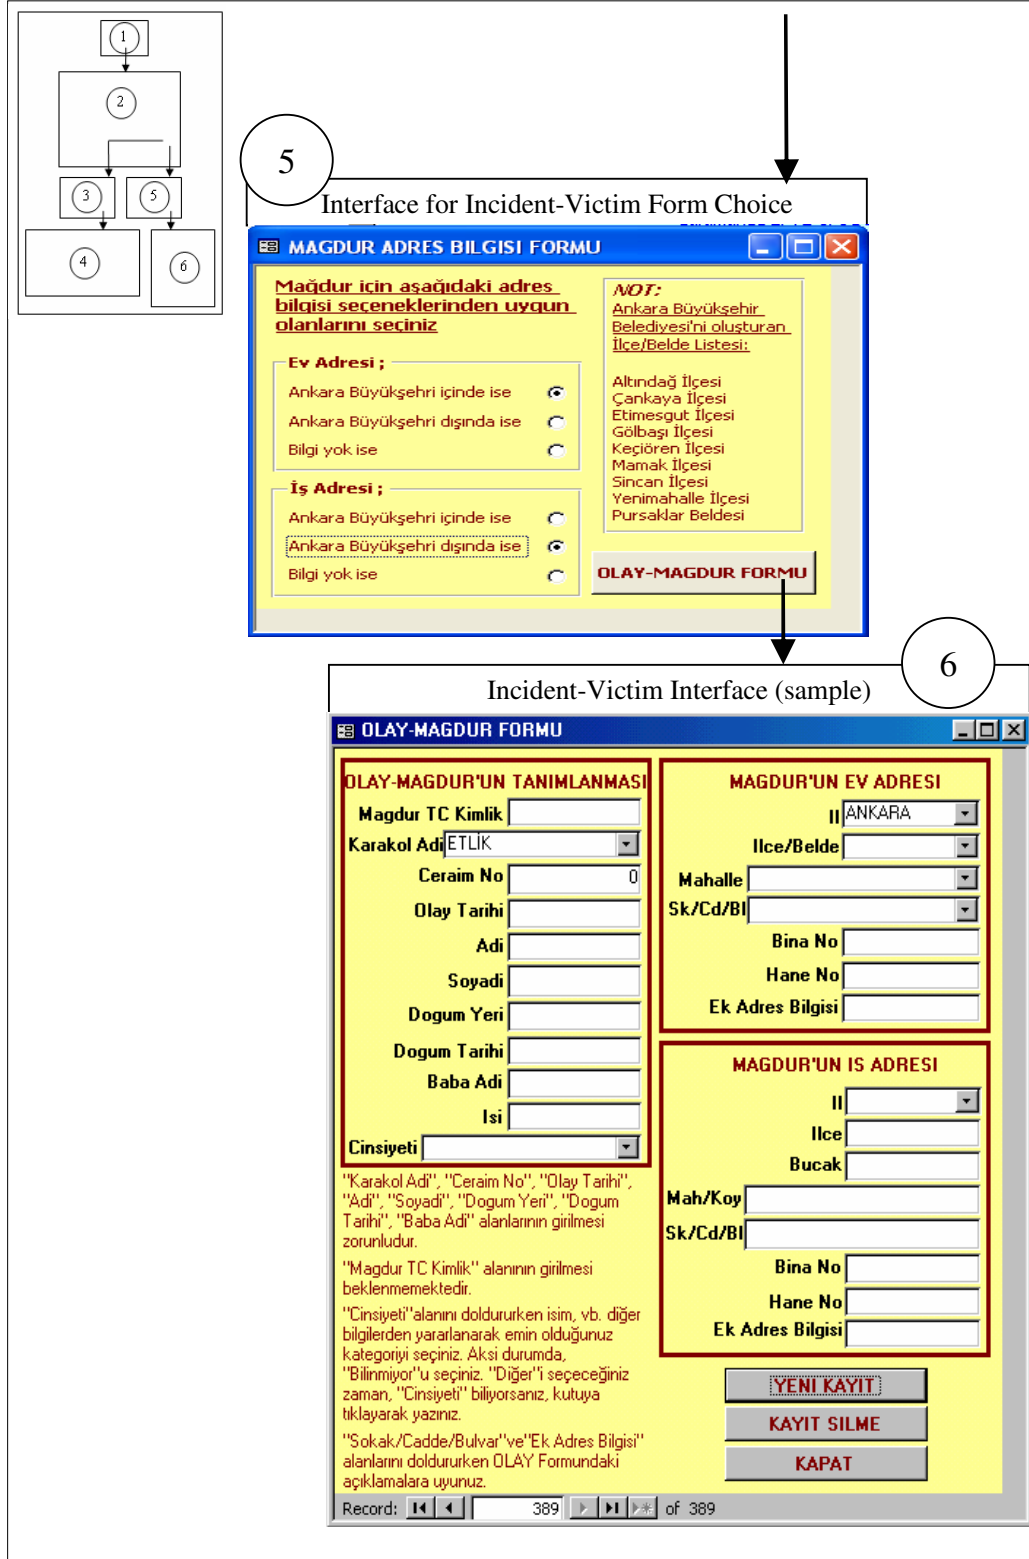 1
2
3
5
4
6
5
Interface for Incident-Victim Form Choice
MAGDUR ADRES BILGISI FORMU
Mağdur için aşağıdaki adres
bilgisi seçeneklerinden uygun
olanlarını seçiniz
Ev Adresi ;
Ankara Büyükşehri içinde ise
Ankara Büyükşehri dışında ise
Bilgi yok ise
İş Adresi ;
Ankara Büyükşehri içinde ise
Ankara Büyükşehri dışında ise
Bilgi yok ise
NOT:
Ankara Büyükşehir
Belediyesi'ni oluşturan
İlçe/Belde Listesi:
Altındağ İlçesi
Çankaya İlçesi
Etimesgut İlçesi
Gölbaşı İlçesi
Keçiören İlçesi
Mamak İlçesi
Sincan İlçesi
Yenimahalle İlçesi
Pursaklar Beldesi
OLAY-MAGDUR FORMU
6
Incident-Victim Interface (sample)
OLAY-MAGDUR FORMU
OLAY-MAGDUR'UN TANIMLANMASI
Magdur TC Kimlik
Karakol Adi ETLİK
Ceraim No 0
Olay Tarihi
Adi
Soyadi
Dogum Yeri
Dogum Tarihi
Baba Adi
Isi
Cinsiyeti
"Karakol Adi", "Ceraim No", "Olay Tarihi",
"Adi", "Soyadi", "Dogum Yeri", "Dogum
Tarihi", "Baba Adi" alanlarının girilmesi
zorunludur.
"Magdur TC Kimlik" alanının girilmesi
beklenmemektedir.
"Cinsiyeti"alanını doldururken isim, vb. diğer
bilgilerden yararlanarak emin olduğunuz
kategoriyi seçiniz. Aksi durumda,
"Bilinmiyor"u seçiniz. "Diğer"i seçeceğiniz
zaman, "Cinsiyeti" biliyorsanız, kutuya
tıklayarak yazınız.
"Sokak/Cadde/Bulvar"ve"Ek Adres Bilgisi"
alanlarını doldururken OLAY Formundaki
açıklamalara uyunuz.
MAGDUR'UN EV ADRESI
Il ANKARA
Ilce/Belde
Mahalle
Sk/Cd/Bl
Bina No
Hane No
Ek Adres Bilgisi
MAGDUR'UN IS ADRESI
Il
Ilce
Bucak
Mah/Koy
Sk/Cd/Bl
Bina No
Hane No
Ek Adres Bilgisi
YENI KAYIT
KAYIT SILME
KAPAT
Record: 389 of 389